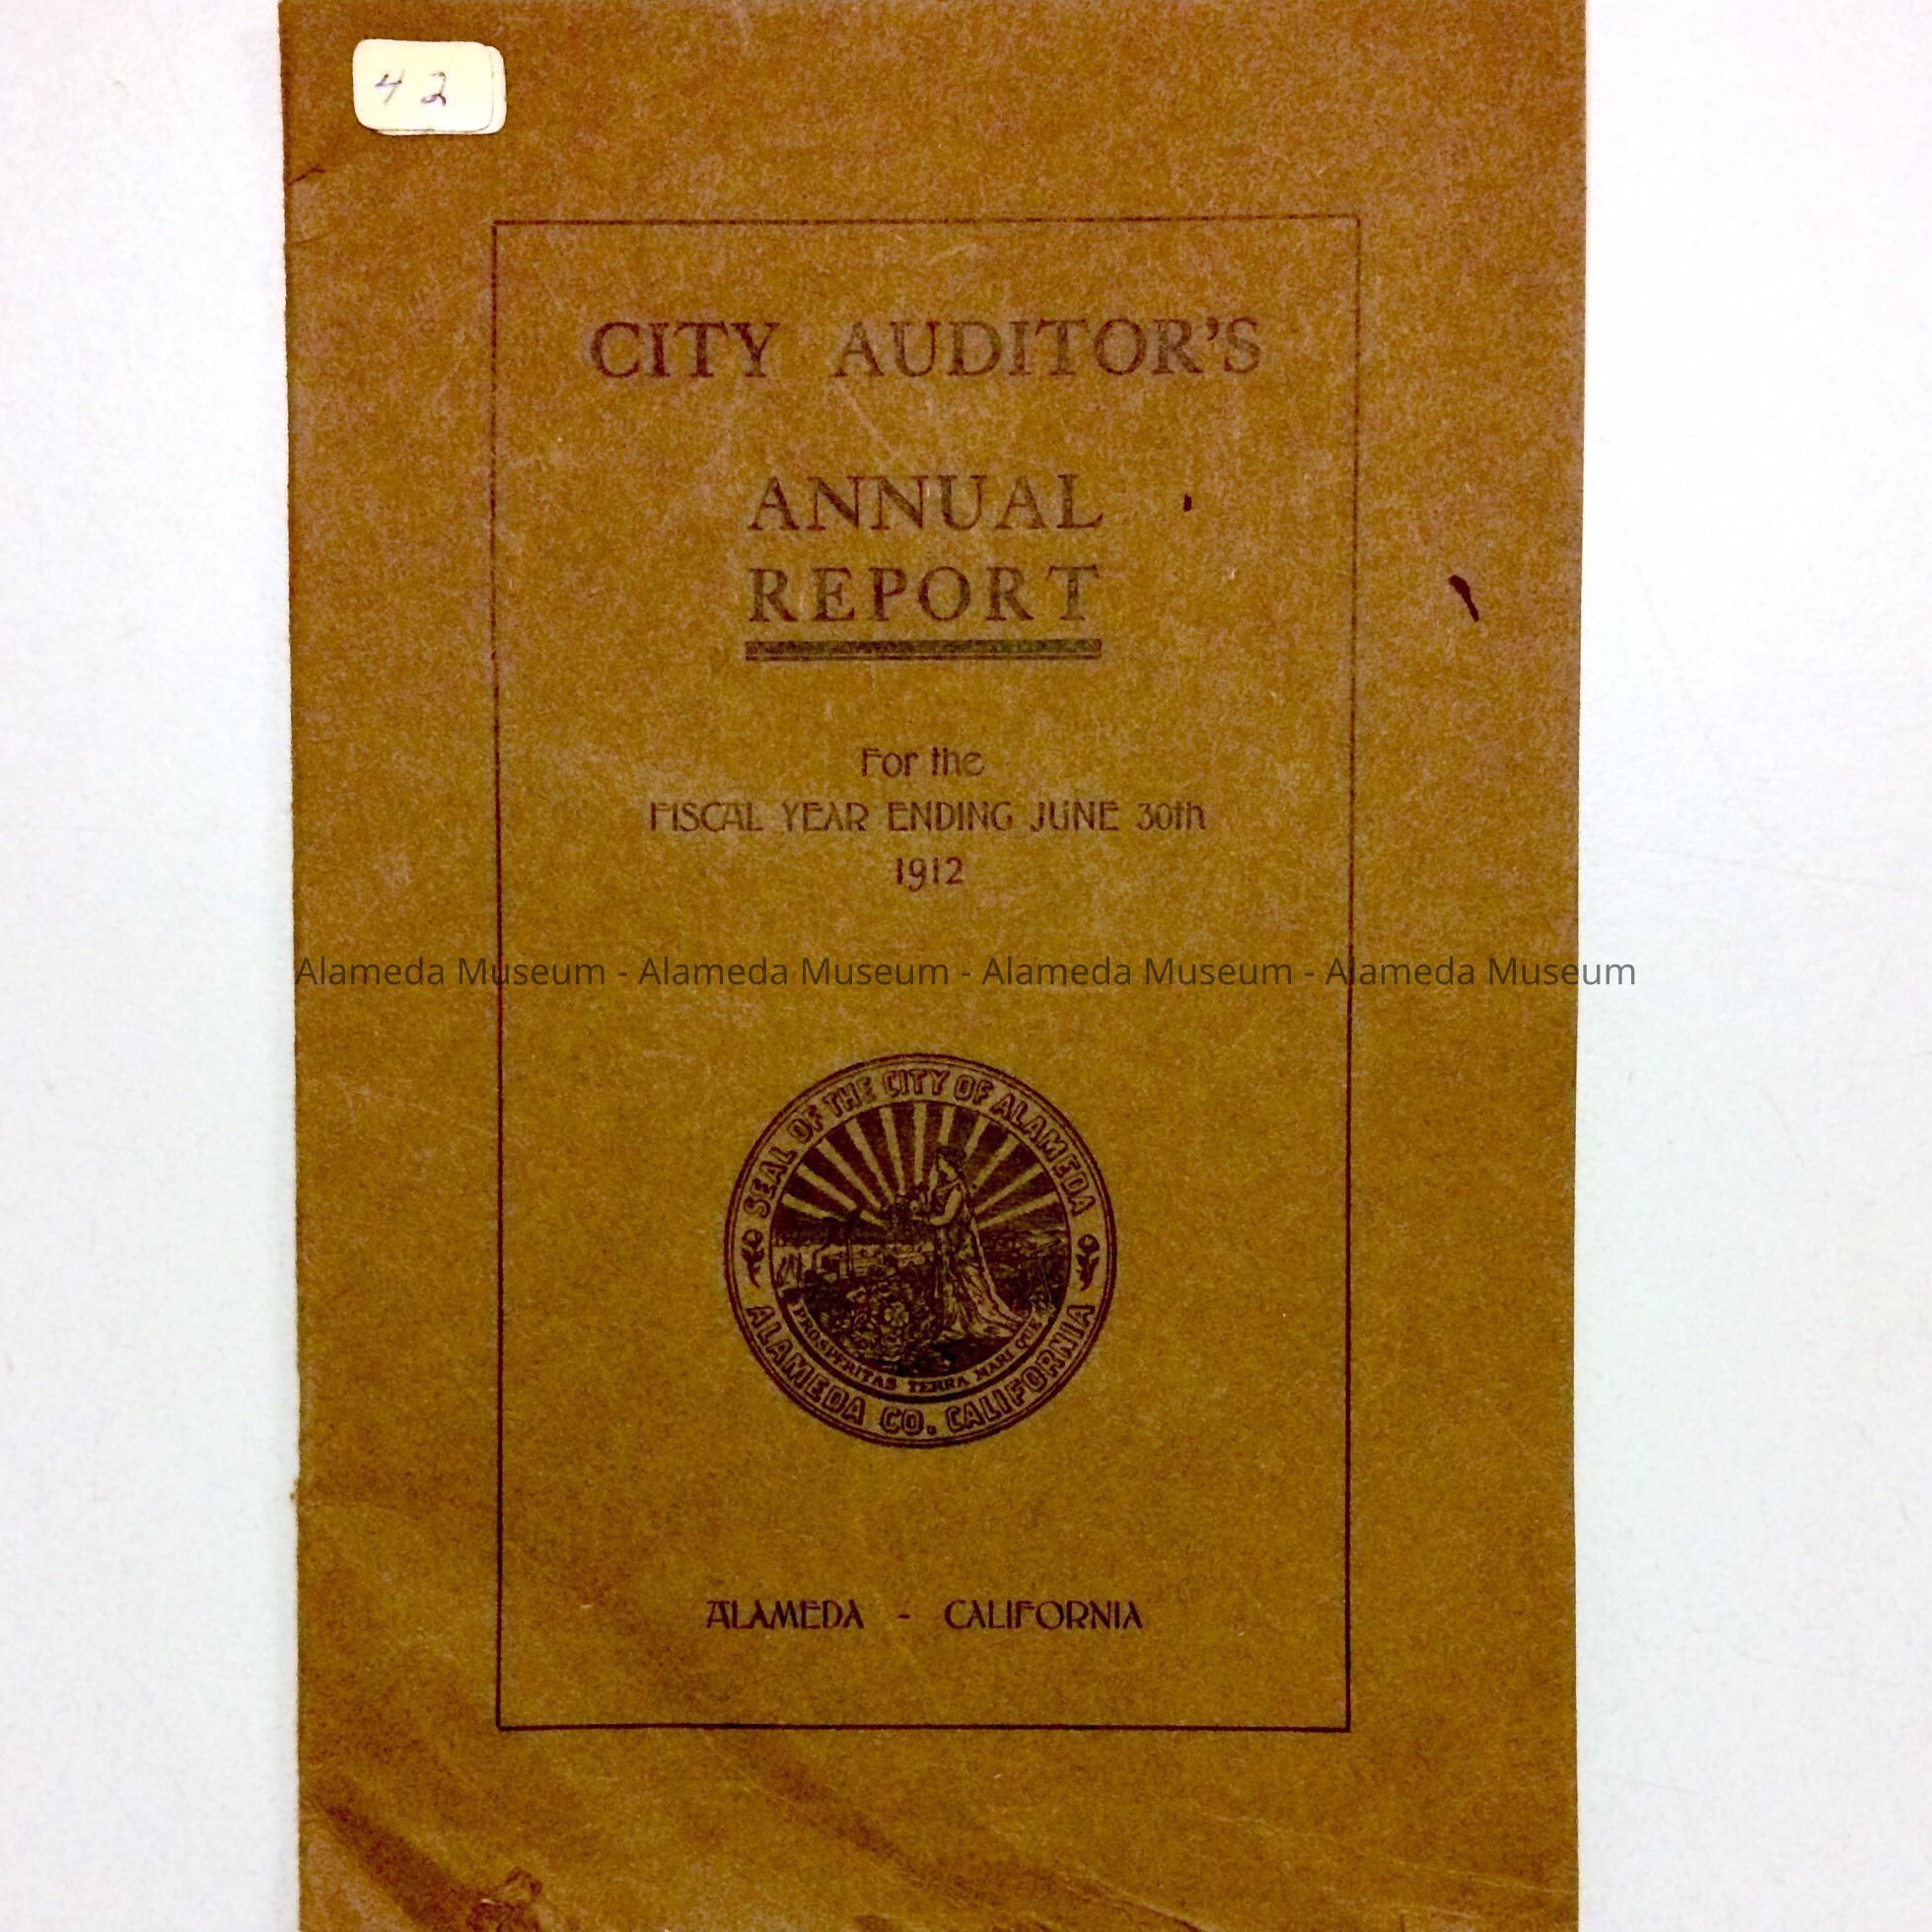 42
CITY AUDITOR'S
ANNUAL
REPORT
For the
FISCAL YEAR ENDING JUNE 30th
1912
Alameda Museum - Alameda Museum - Alameda Museum - Alameda Museum
SEAL OF THE CITY OF ALAMEDA
PROSPERITAS TERRA MARI QUE
ALAMEDA CO. CALIFORNIA
ALAMEDA - CALIFORNIA